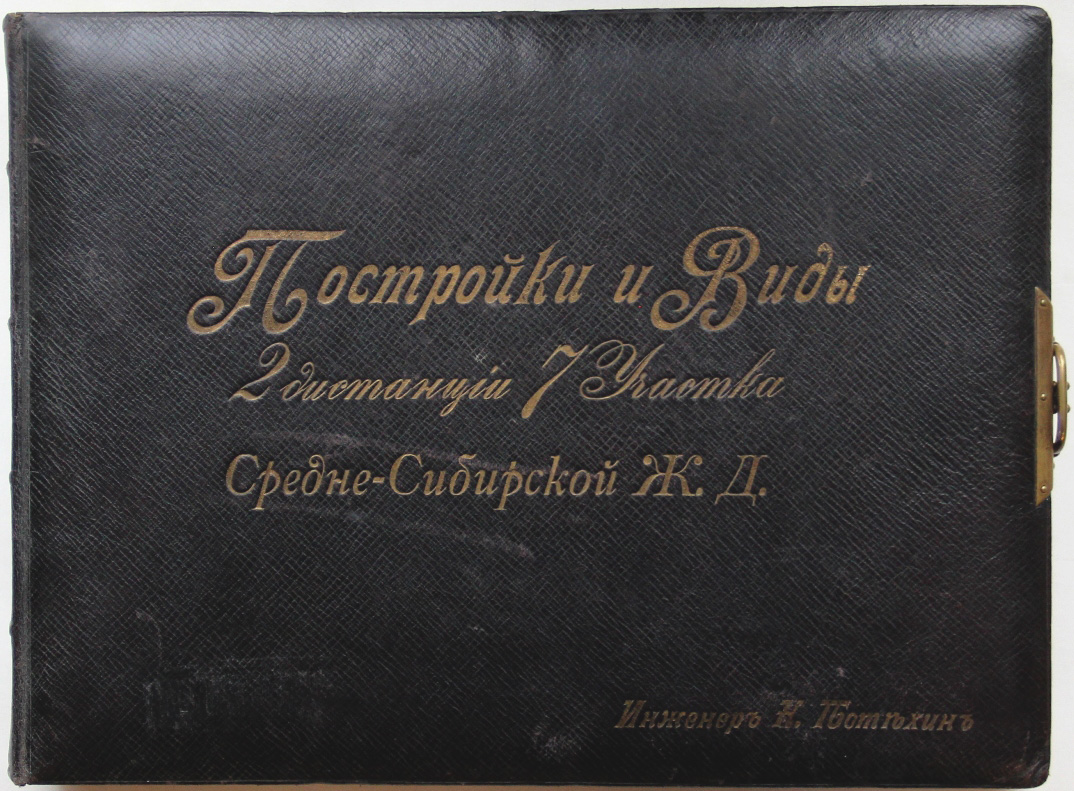 Постройки и Виды
2 дистанціи 7 Участка
Средне-Сибирской Ж. Д.
Инженеръ Н. Потѣхинъ